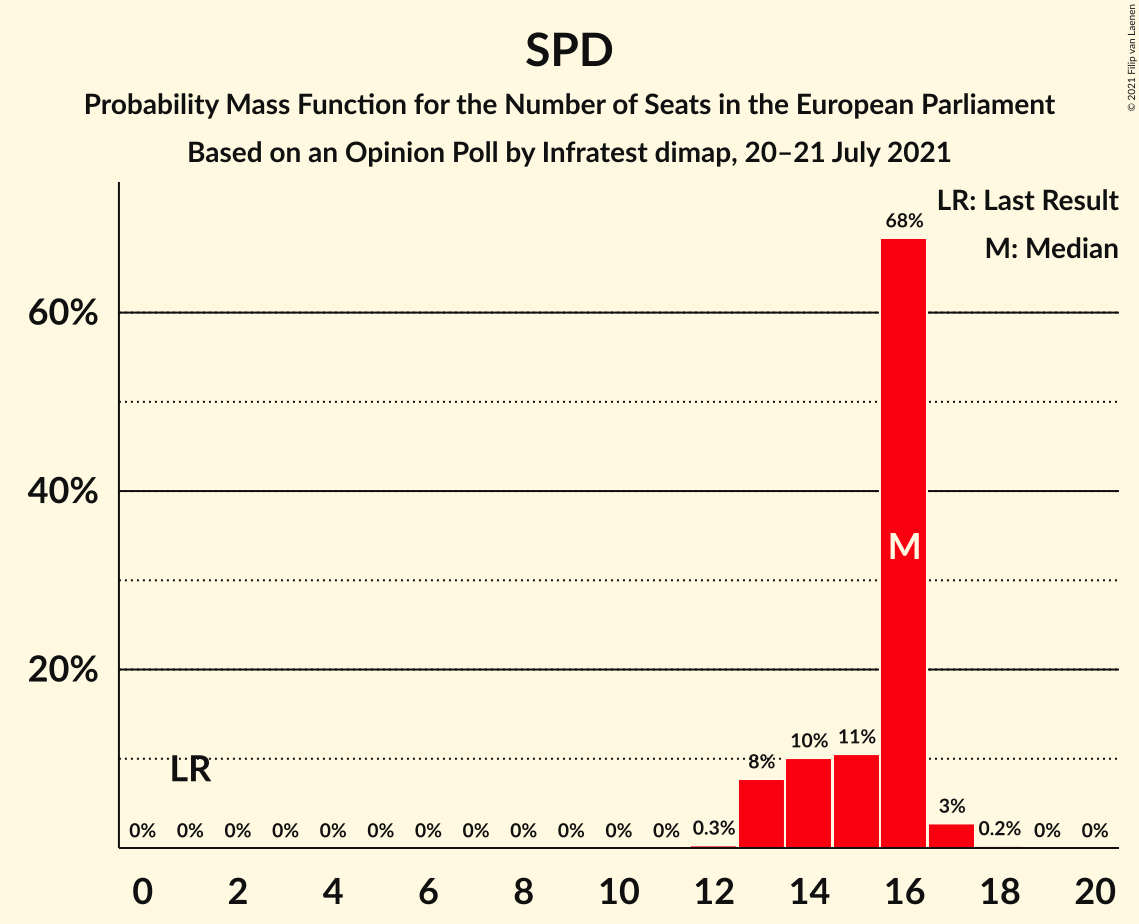 SPD
Probability Mass Function for the Number of Seats in the European Parliament
Based on an Opinion Poll by Infratest dimap, 20–21 July 2021
© 2021 Filip van Laenen
LR: Last Result
M: Median
60%
40%
20%
LR
M
0% 0% 0% 0% 0% 0% 0% 0% 0% 0% 0% 0% 0.3% 8% 10% 11% 68% 3% 0.2% 0% 0%
0 2 4 6 8 10 12 14 16 18 20